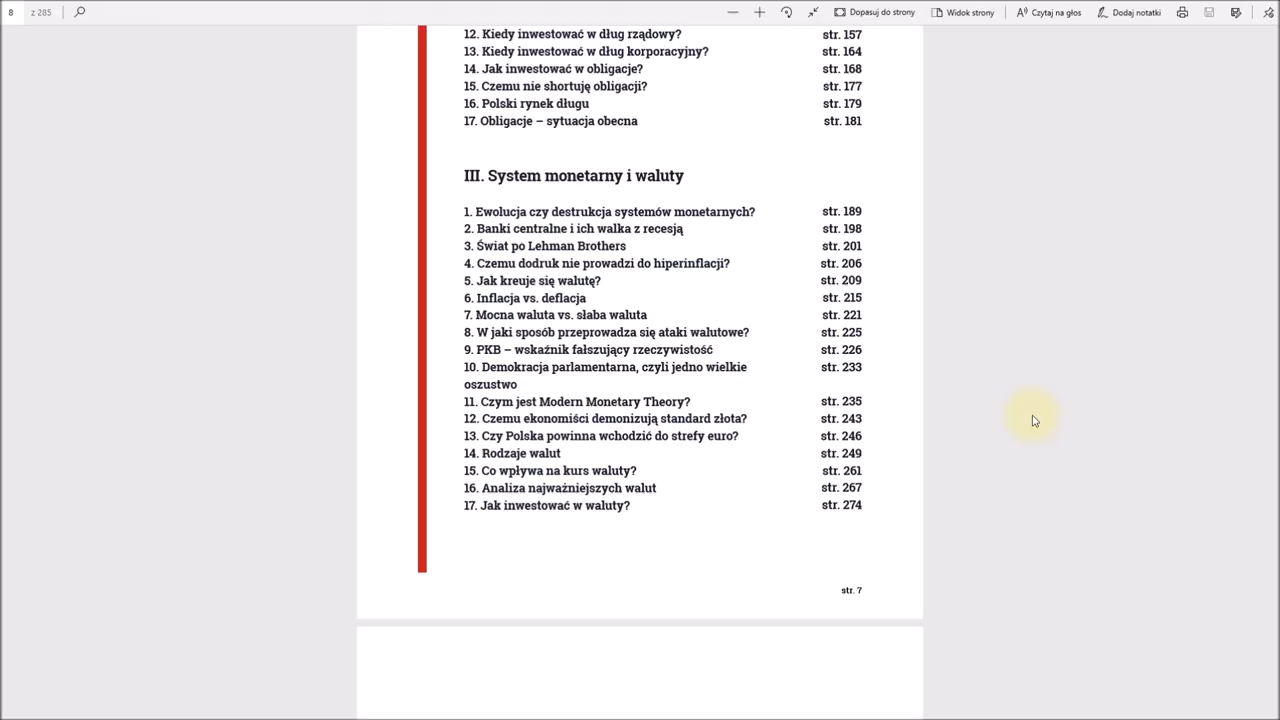 8 z 285 Dopasuj do strony Widok strony Czytaj na głos Dodaj notatki
12. Kiedy inwestować w dług rządowy? str. 157
13. Kiedy inwestować w dług korporacyjny? str. 164
14. Jak inwestować w obligacje? str. 168
15. Czemu nie shortuję obligacji? str. 177
16. Polski rynek długu str. 179
17. Obligacje – sytuacja obecna str. 181
III. System monetarny i waluty
1. Ewolucja czy destrukcja systemów monetarnych? str. 189
2. Banki centralne i ich walka z recesją str. 198
3. Świat po Lehman Brothers str. 201
4. Czemu dodruk nie prowadzi do hiperinflacji? str. 206
5. Jak kreuje się walutę? str. 209
6. Inflacja vs. deflacja str. 215
7. Mocna waluta vs. słaba waluta str. 221
8. W jaki sposób przeprowadza się ataki walutowe? str. 225
9. PKB – wskaźnik fałszujący rzeczywistość str. 226
10. Demokracja parlamentarna, czyli jedno wielkie str. 233
oszustwo
11. Czym jest Modern Monetary Theory? str. 235
12. Czemu ekonomiści demonizują standard złota? str. 243
13. Czy Polska powinna wchodzić do strefy euro? str. 246
14. Rodzaje walut str. 249
15. Co wpływa na kurs waluty? str. 261
16. Analiza najważniejszych walut str. 267
17. Jak inwestować w waluty? str. 274
str. 7